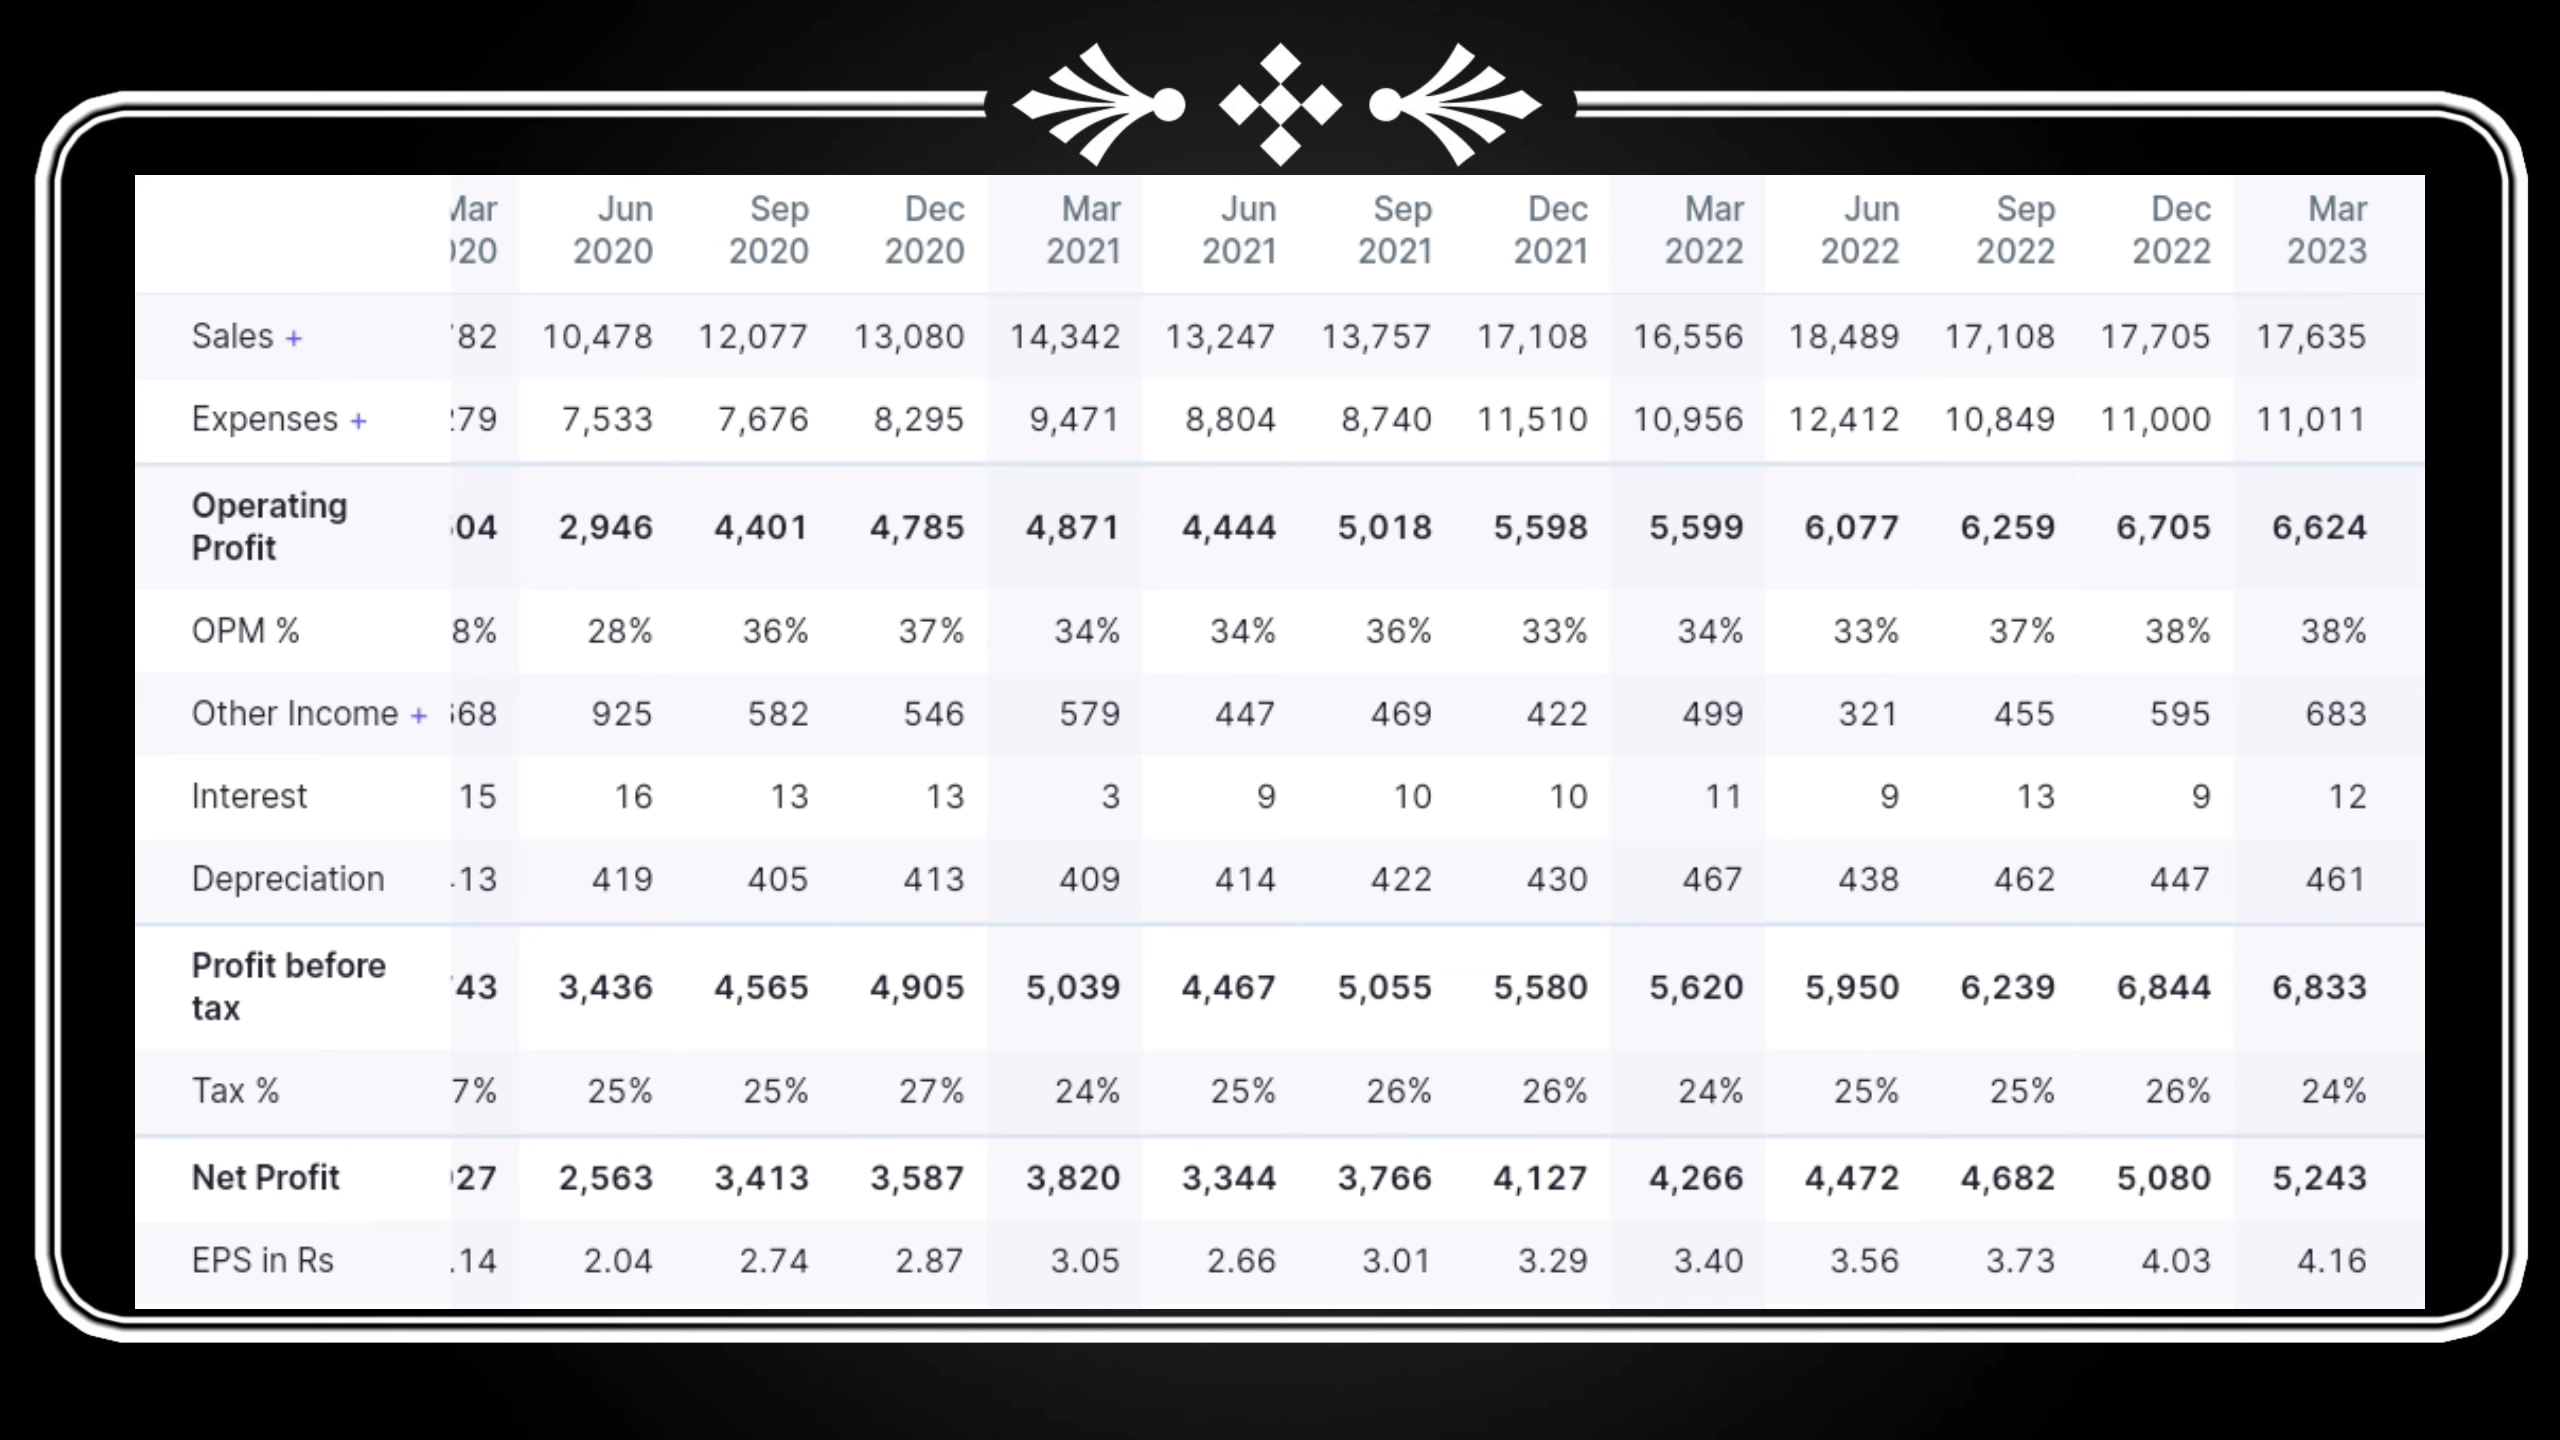 Mar Jun Sep Dec Mar Jun Sep Dec Mar Jun Sep Dec Mar
020 2020 2020 2020 2021 2021 2021 2021 2022 2022 2022 2022 2023
Sales + 82 10,478 12,077 13,080 14,342 13,247 13,757 17,108 16,556 18,489 17,108 17,705 17,635
Expenses + 279 7,533 7,676 8,295 9,471 8,804 8,740 11,510 10,956 12,412 10,849 11,000 11,011
Operating
Profit 04 2,946 4,401 4,785 4,871 4,444 5,018 5,598 5,599 6,077 6,259 6,705 6,624
OPM % 8% 28% 36% 37% 34% 34% 36% 33% 34% 33% 37% 38% 38%
Other Income + 68 925 582 546 579 447 469 422 499 321 455 595 683
Interest 15 16 13 13 3 9 10 10 11 9 13 9 12
Depreciation 13 419 405 413 409 414 422 430 467 438 462 447 461
Profit before
tax 43 3,436 4,565 4,905 5,039 4,467 5,055 5,580 5,620 5,950 6,239 6,844 6,833
Tax % 7% 25% 25% 27% 24% 25% 26% 26% 24% 25% 25% 26% 24%
Net Profit 27 2,563 3,413 3,587 3,820 3,344 3,766 4,127 4,266 4,472 4,682 5,080 5,243
EPS in Rs .14 2.04 2.74 2.87 3.05 2.66 3.01 3.29 3.40 3.56 3.73 4.03 4.16